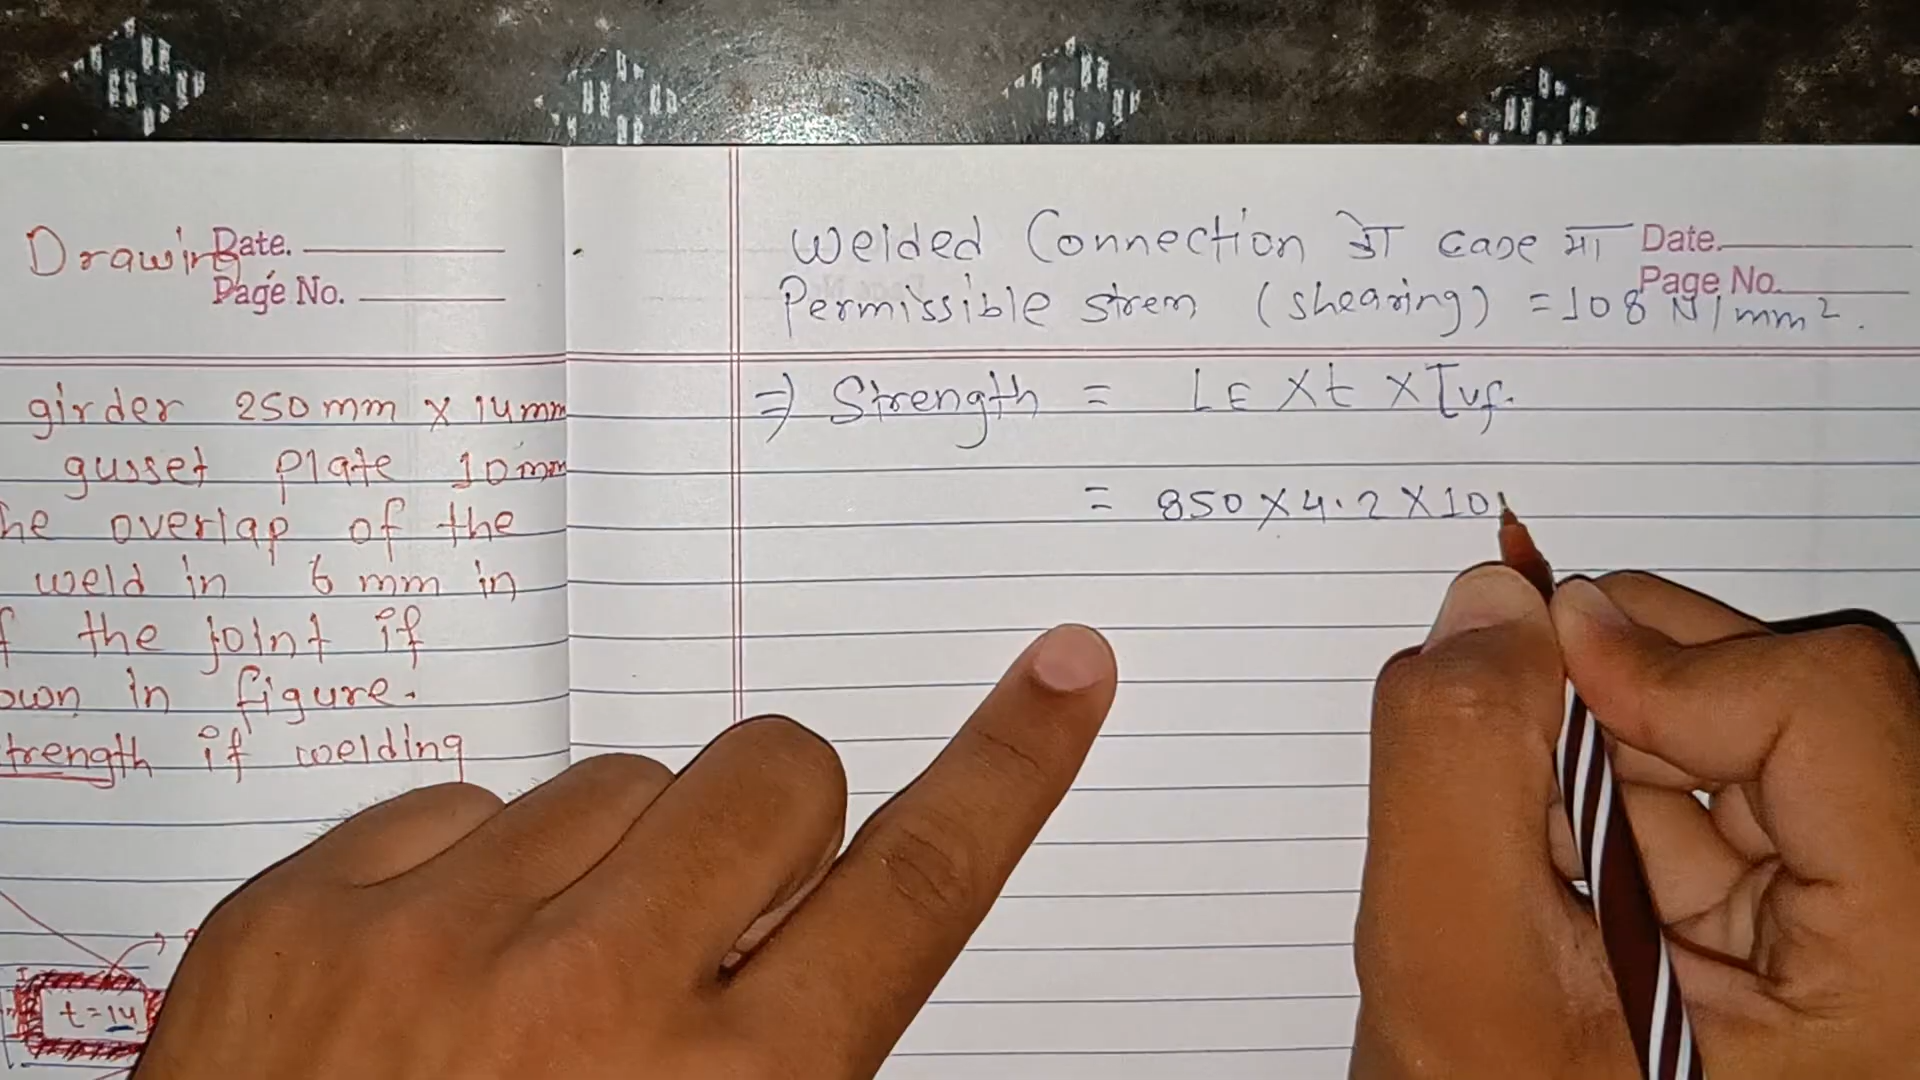 Drawing
Date.
Page No.
girder 250mm × 14mm
gusset plate 10mm
he overlap of the
weld in 6 mm in
f the joint if
own in figure.
trength if welding
t=14
Welded Connection को case मा
Date.
Page No.
Permissible stress (shearing) = 108 N/mm².
⇒ Strength = LE × t × τvf.
= 850 × 4.2 × 10